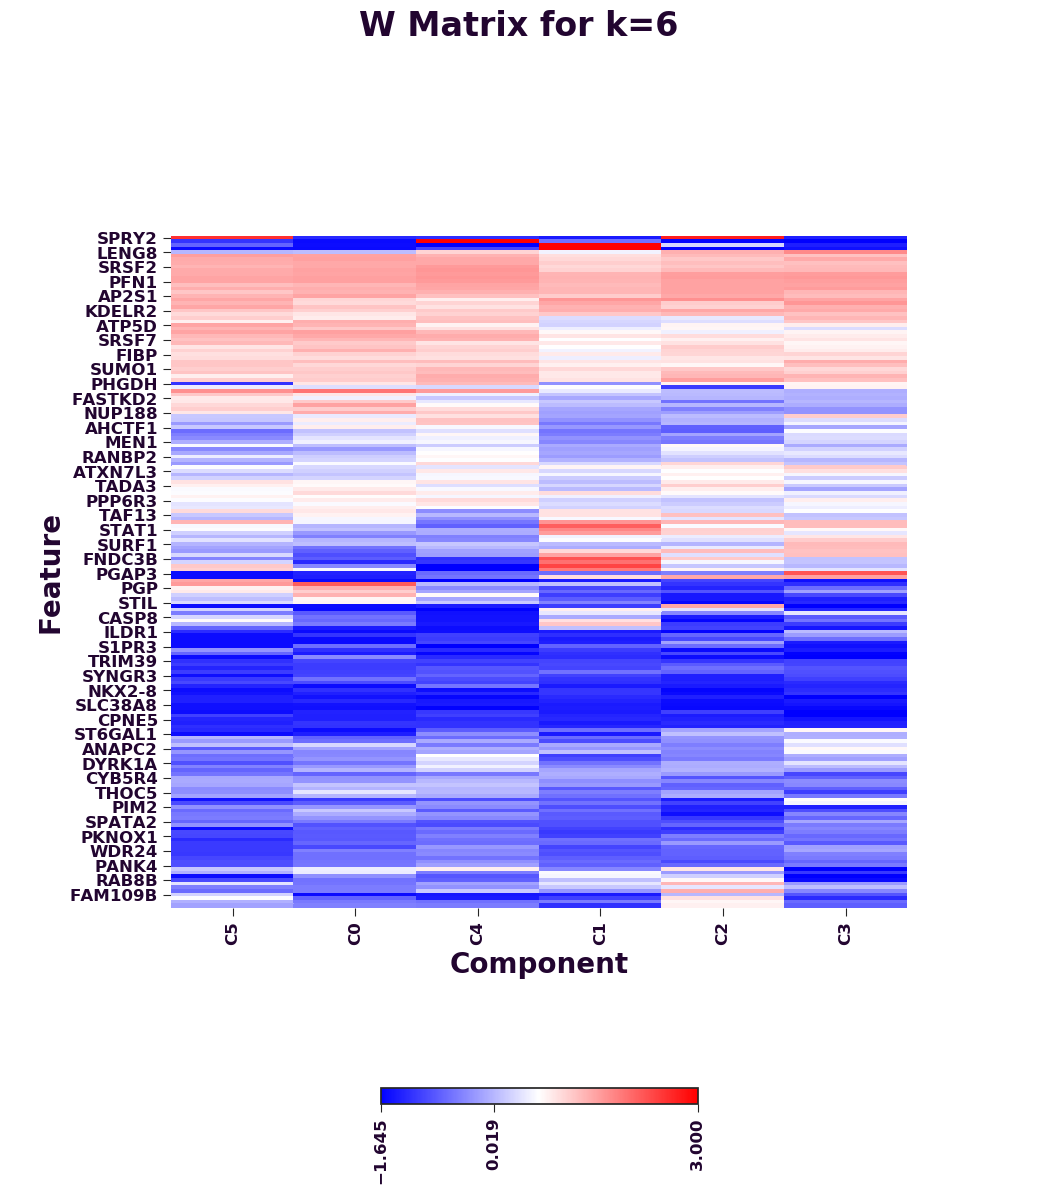 W Matrix for k=6
Feature
SPRY2
LENG8
SRSF2
PFN1
AP2S1
KDELR2
ATP5D
SRSF7
FIBP
SUMO1
PHGDH
FASTKD2
NUP188
AHCTF1
MEN1
RANBP2
ATXN7L3
TADA3
PPP6R3
TAF13
STAT1
SURF1
FNDC3B
PGAP3
PGP
STIL
CASP8
ILDR1
S1PR3
TRIM39
SYNGR3
NKX2-8
SLC38A8
CPNE5
ST6GAL1
ANAPC2
DYRK1A
CYB5R4
THOC5
PIM2
SPATA2
PKNOX1
WDR24
PANK4
RAB8B
FAM109B
C5
C0
C4
C1
C2
C3
Component
−1.645
0.019
3.000